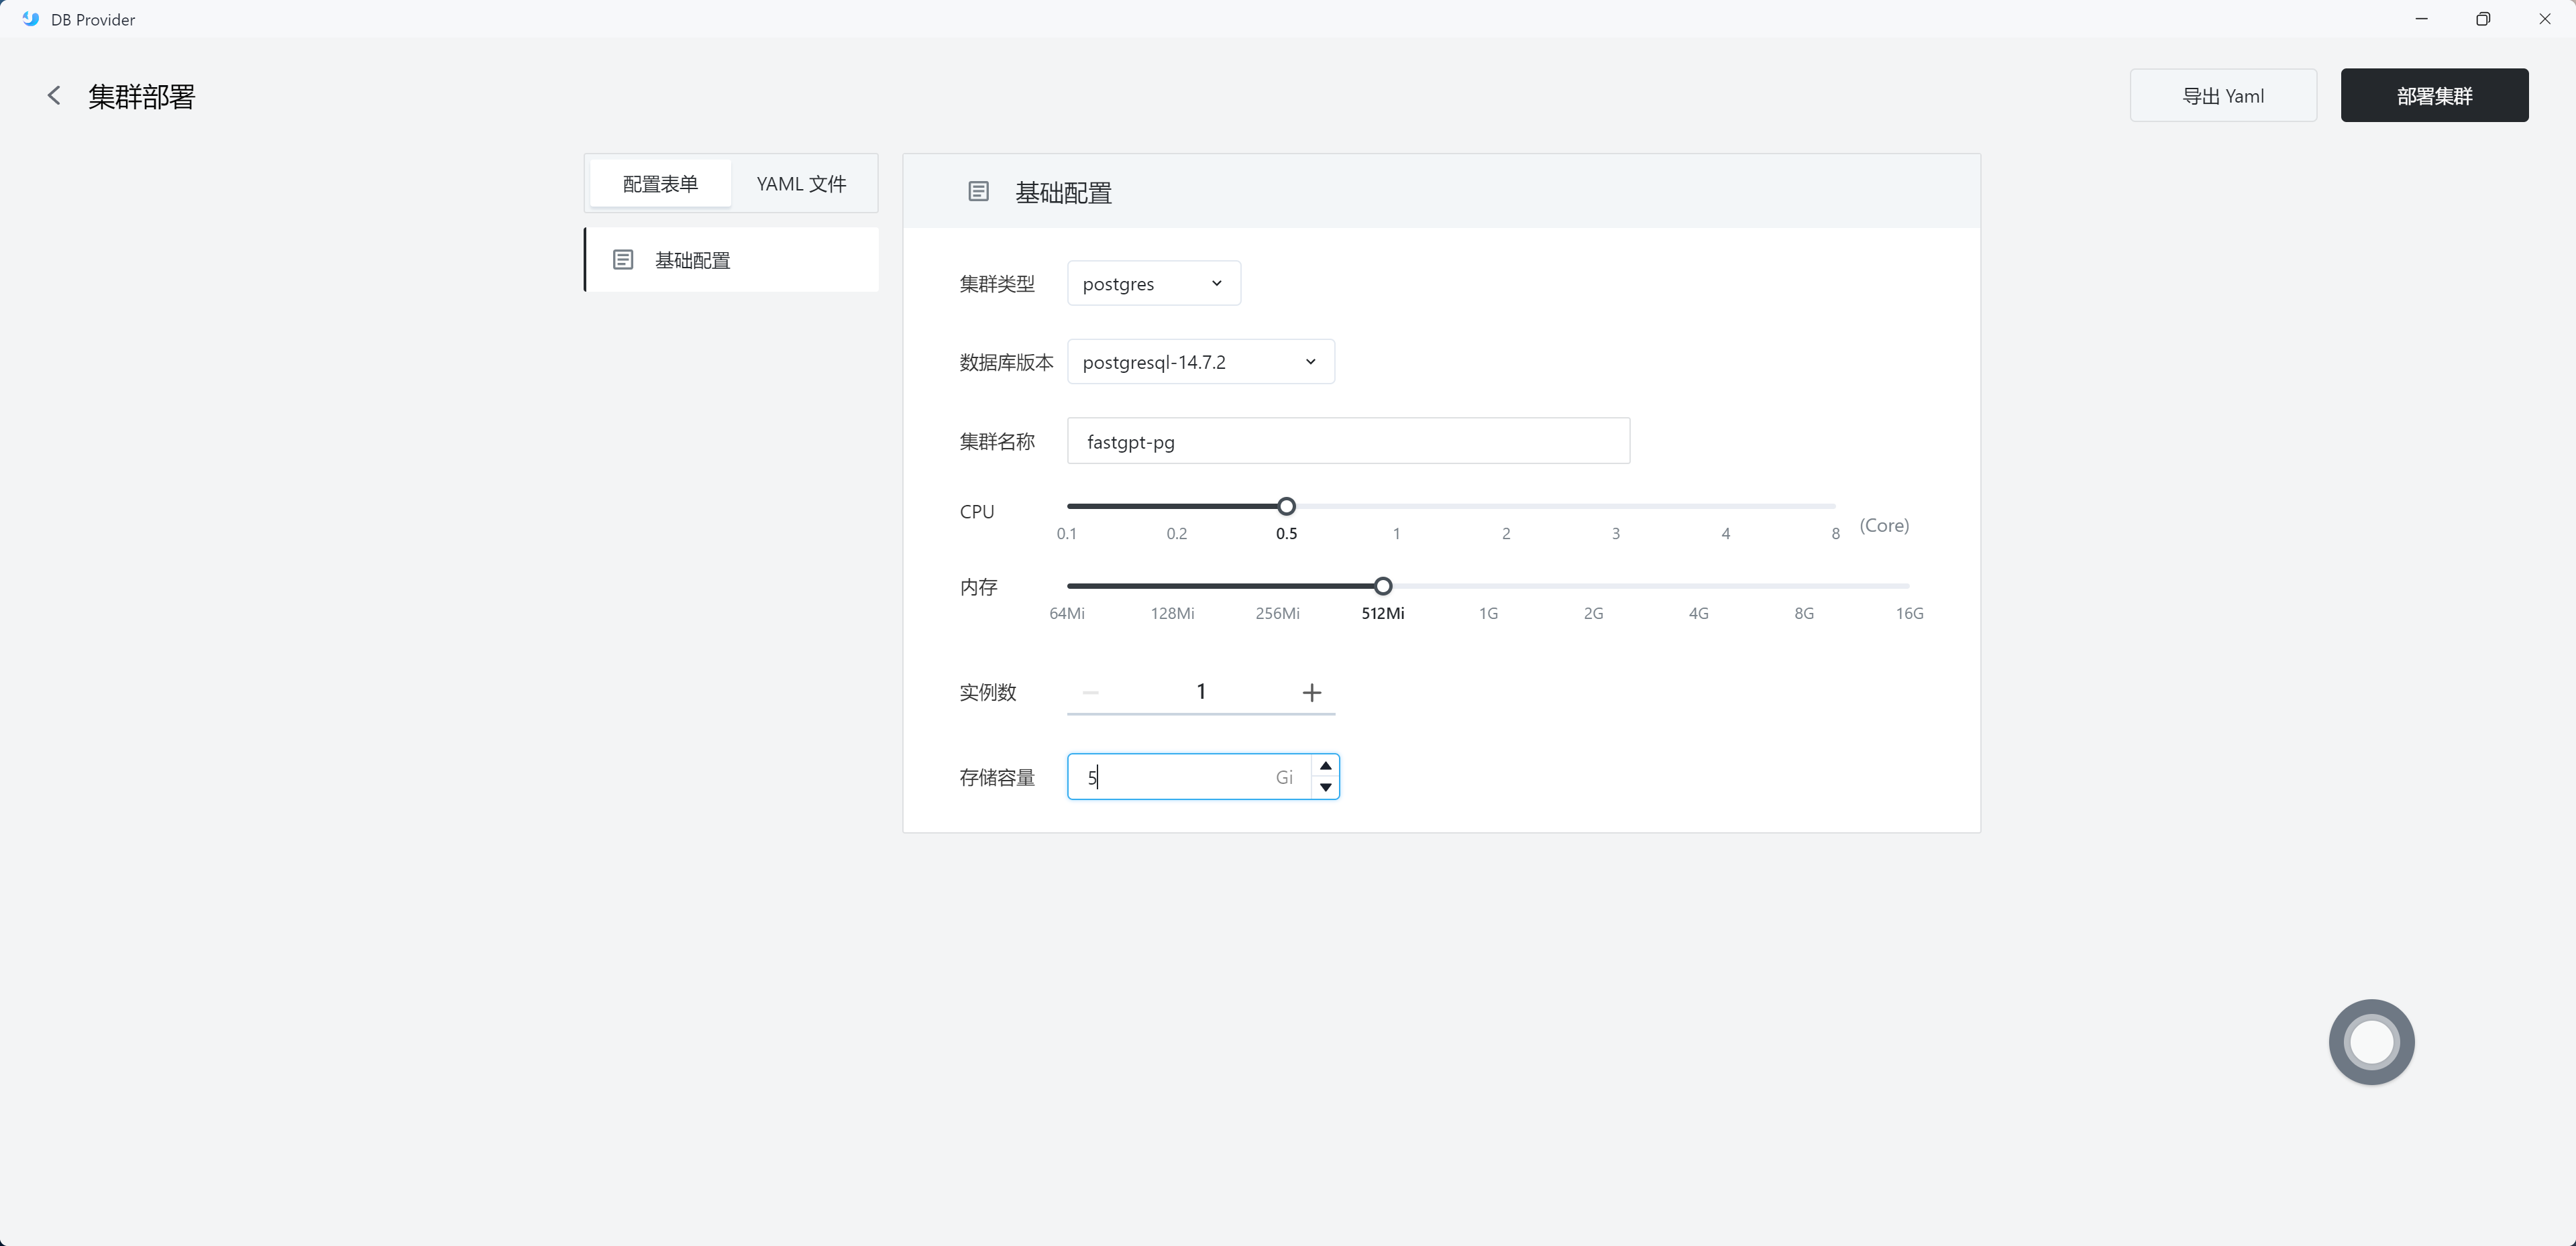 DB Provider
集群部署
导出 Yaml
部署集群
配置表单
YAML 文件
基础配置
基础配置
集群类型
postgres
数据库版本
postgresql-14.7.2
集群名称
fastgpt-pg
CPU
0.1 0.2 0.5 1 2 3 4 8 (Core)
内存
64Mi 128Mi 256Mi 512Mi 1G 2G 4G 8G 16G
实例数
1
存储容量
5 Gi